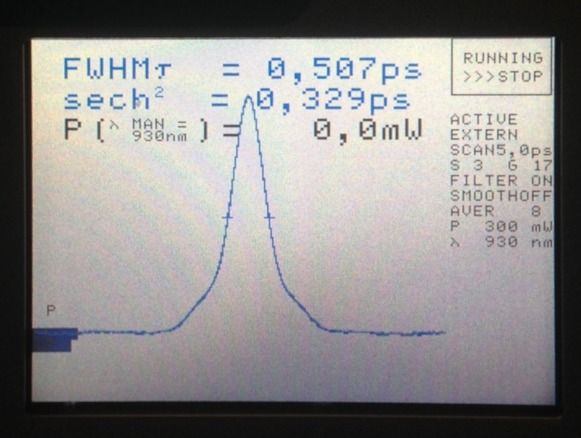 FWHMτ = 0,507ps
sech² = 0,329ps
P (λ MAN = 930nm) = 0,0mW
RUNNING
>>>STOP
ACTIVE
EXTERN
SCAN5,0ps
S 3 G 17
FILTER ON
SMOOTHOFF
AVER 8
P 300 mW
λ 930 nm
P